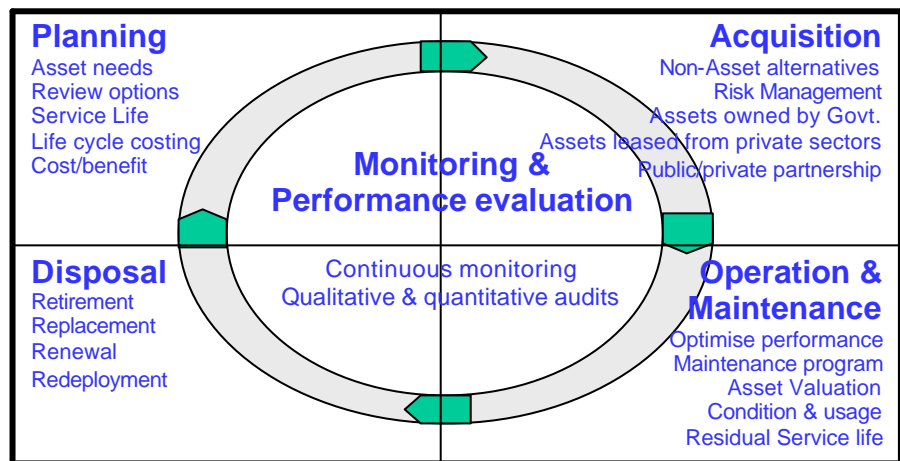 Planning
Asset needs
Review options
Service Life
Life cycle costing
Cost/benefit
Acquisition
Non-Asset alternatives
Risk Management
Assets owned by Govt.
Assets leased from private sectors
Public/private partnership
Monitoring &
Performance evaluation
Continuous monitoring
Qualitative & quantitative audits
Disposal
Retirement
Replacement
Renewal
Redeployment
Operation &
Maintenance
Optimise performance
Maintenance program
Asset Valuation
Condition & usage
Residual Service life